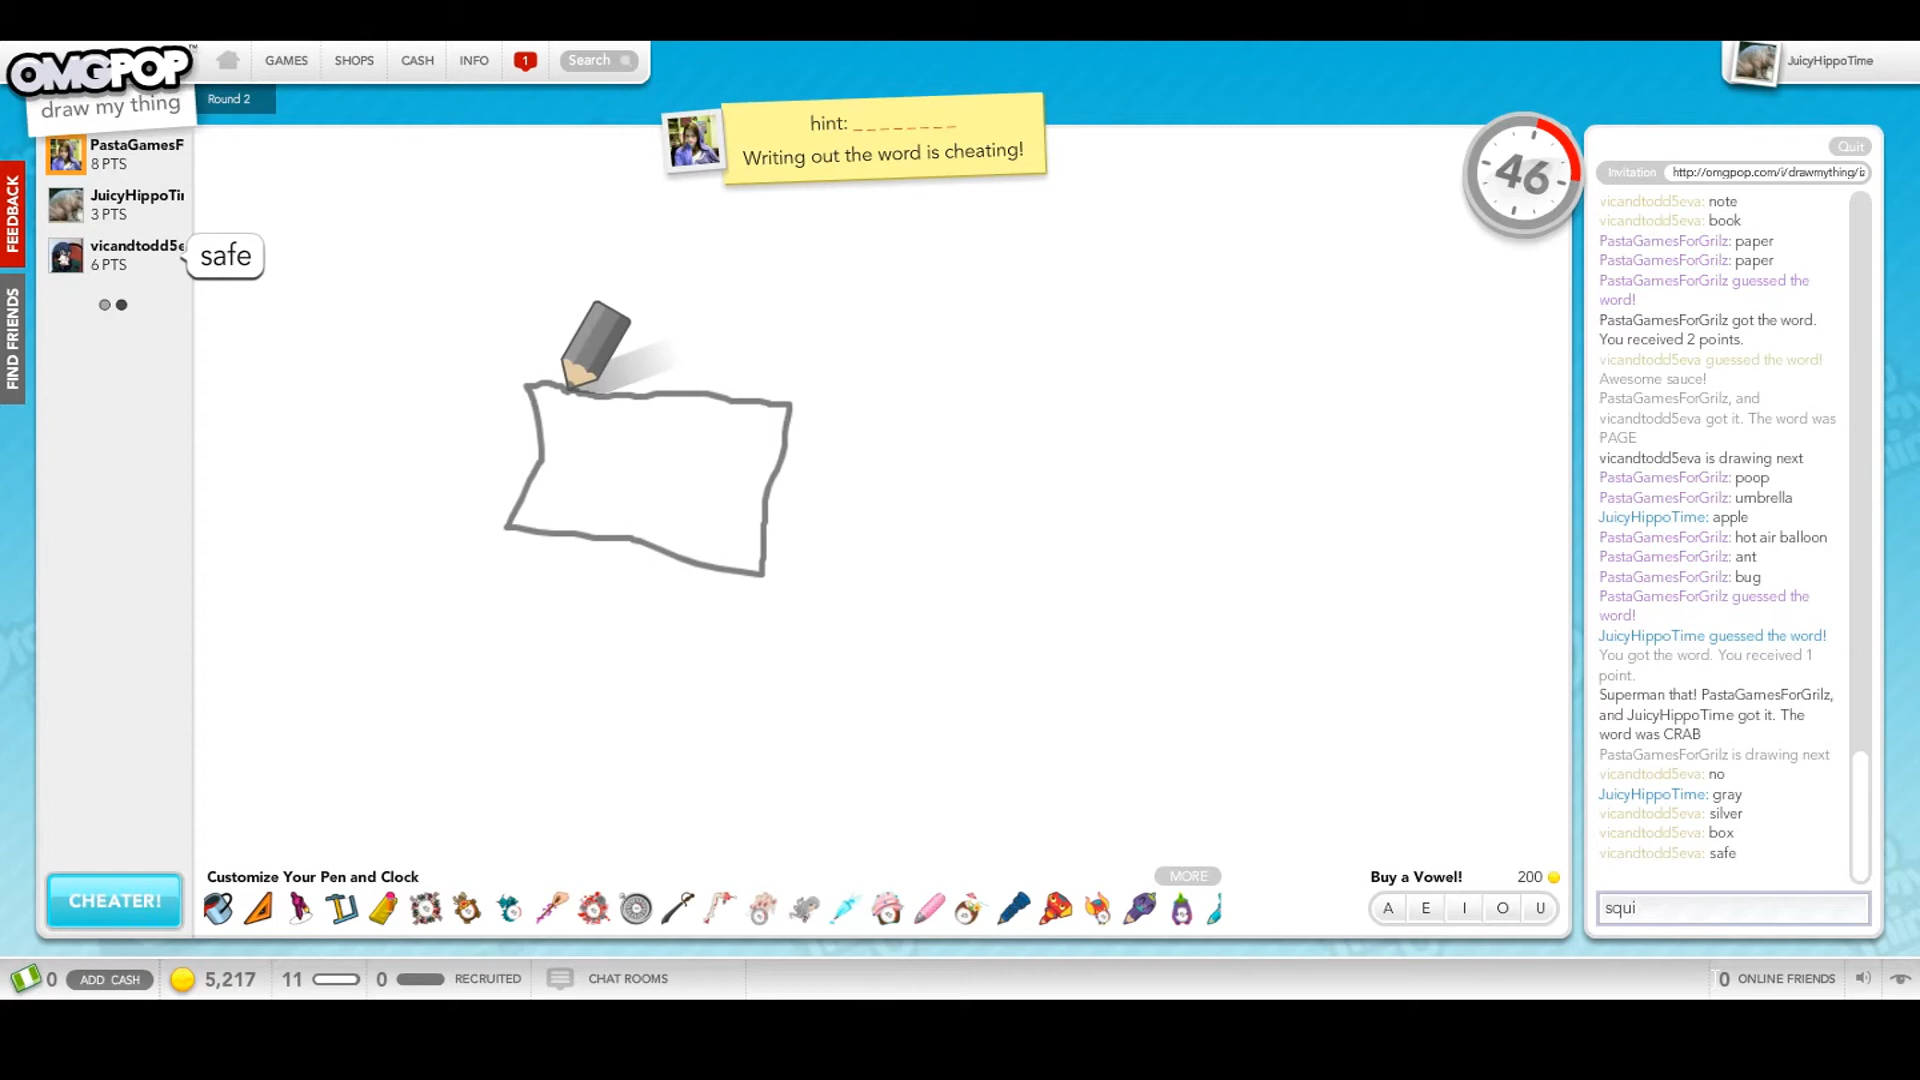 OMGPOP™
draw my thing
GAMES
SHOPS
CASH
INFO
1
Search
JuicyHippoTime
Round 2
FEEDBACK
FIND FRIENDS
PastaGamesF
8 PTS
JuicyHippoTi
3 PTS
vicandtodd5e
6 PTS
safe
hint: _ _ _ _ _ _ _ _
Writing out the word is cheating!
46
Quit
Invitation
http://omgpop.com/i/drawmything/iz
vicandtodd5eva: note
vicandtodd5eva: book
PastaGamesForGrilz: paper
PastaGamesForGrilz: paper
PastaGamesForGrilz guessed the
word!
PastaGamesForGrilz got the word.
You received 2 points.
vicandtodd5eva guessed the word!
Awesome sauce!
PastaGamesForGrilz, and
vicandtodd5eva got it. The word was
PAGE
vicandtodd5eva is drawing next
PastaGamesForGrilz: poop
PastaGamesForGrilz: umbrella
JuicyHippoTime: apple
PastaGamesForGrilz: hot air balloon
PastaGamesForGrilz: ant
PastaGamesForGrilz: bug
PastaGamesForGrilz guessed the
word!
JuicyHippoTime guessed the word!
You got the word. You received 1
point.
Superman that! PastaGamesForGrilz,
and JuicyHippoTime got it. The
word was CRAB
PastaGamesForGrilz is drawing next
vicandtodd5eva: no
JuicyHippoTime: gray
vicandtodd5eva: silver
vicandtodd5eva: box
vicandtodd5eva: safe
squi
CHEATER!
Customize Your Pen and Clock
MORE
Buy a Vowel!
200
A E I O U
0
ADD CASH
5,217
11
0
RECRUITED
CHAT ROOMS
0 ONLINE FRIENDS